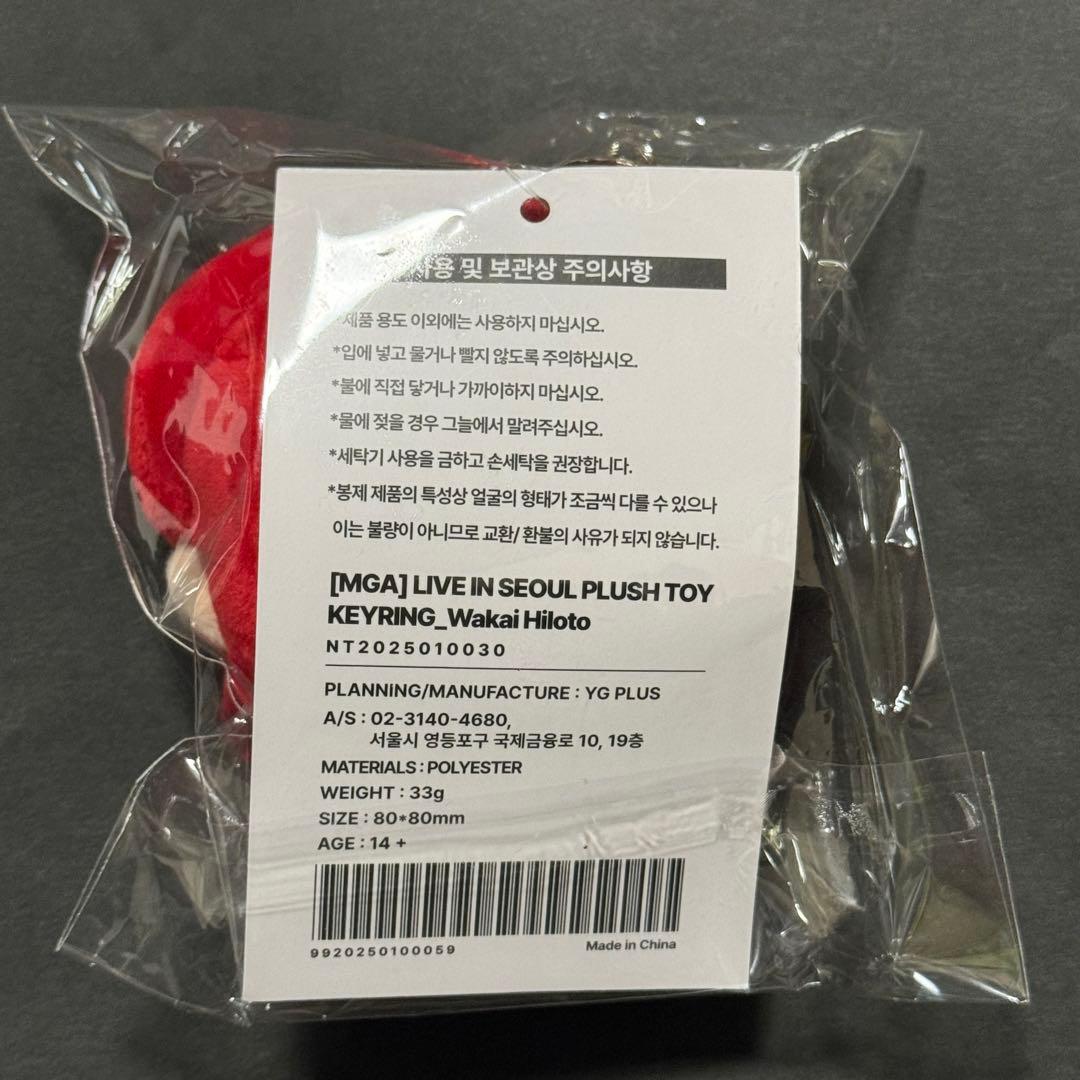 사용 및 보관상 주의사항
*제품 용도 이외에는 사용하지 마십시오.
*입에 넣고 물거나 빨지 않도록 주의하십시오.
*불에 직접 닿거나 가까이하지 마십시오.
*물에 젖을 경우 그늘에서 말려주십시오.
*세탁기 사용을 금하고 손세탁을 권장합니다.
*봉제 제품의 특성상 얼굴의 형태가 조금씩 다를 수 있으나
이는 불량이 아니므로 교환/ 환불의 사유가 되지 않습니다.
[MGA] LIVE IN SEOUL PLUSH TOY
KEYRING_Wakai Hiloto
NT2025010030
PLANNING/MANUFACTURE : YG PLUS
A/S : 02-3140-4680,
서울시 영등포구 국제금융로 10, 19층
MATERIALS : POLYESTER
WEIGHT : 33g
SIZE : 80*80mm
AGE : 14 +
9920250100059
Made in China